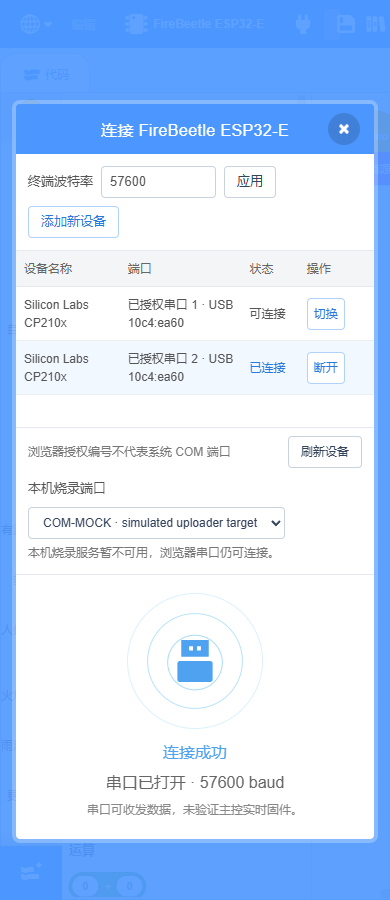 FireBeetle ESP32-E
代码
连接 FireBeetle ESP32-E
终端波特率 57600 应用
添加新设备
设备名称 端口 状态 操作
Silicon Labs CP210x 已授权串口 1 · USB 10c4:ea60 可连接 切换
Silicon Labs CP210x 已授权串口 2 · USB 10c4:ea60 已连接 断开
浏览器授权编号不代表系统 COM 端口 刷新设备
本机烧录端口
COM-MOCK · simulated uploader target
本机烧录服务暂不可用，浏览器串口仍可连接。
连接成功
串口已打开 · 57600 baud
串口可收发数据，未验证主控实时固件。
运算
0 - 0